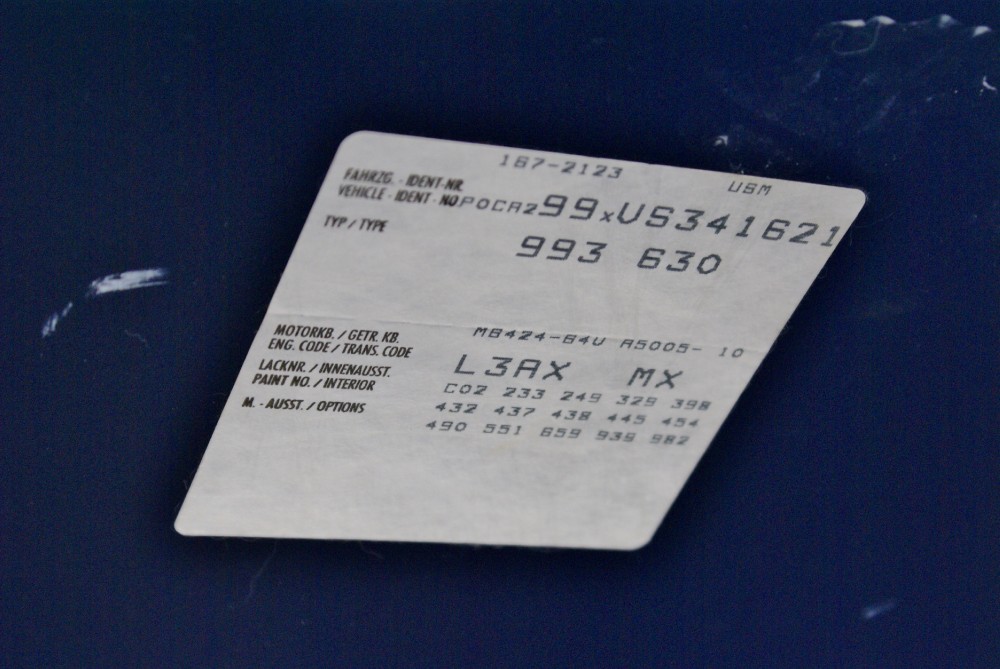 167-2123 USM
FAHRZG. - IDENT-NR.
VEHICLE - IDENT - NO WP0CA299xVS341621
TYP / TYPE 993 630
MOTORKB. / GETR. KB. M6424-64U A5005- 10
ENG. CODE / TRANS. CODE
LACKNR. / INNENAUSST. L3AX MX
PAINT NO. / INTERIOR
C02 233 249 329 398
M. - AUSST. / OPTIONS 432 437 438 445 454
490 551 659 939 982